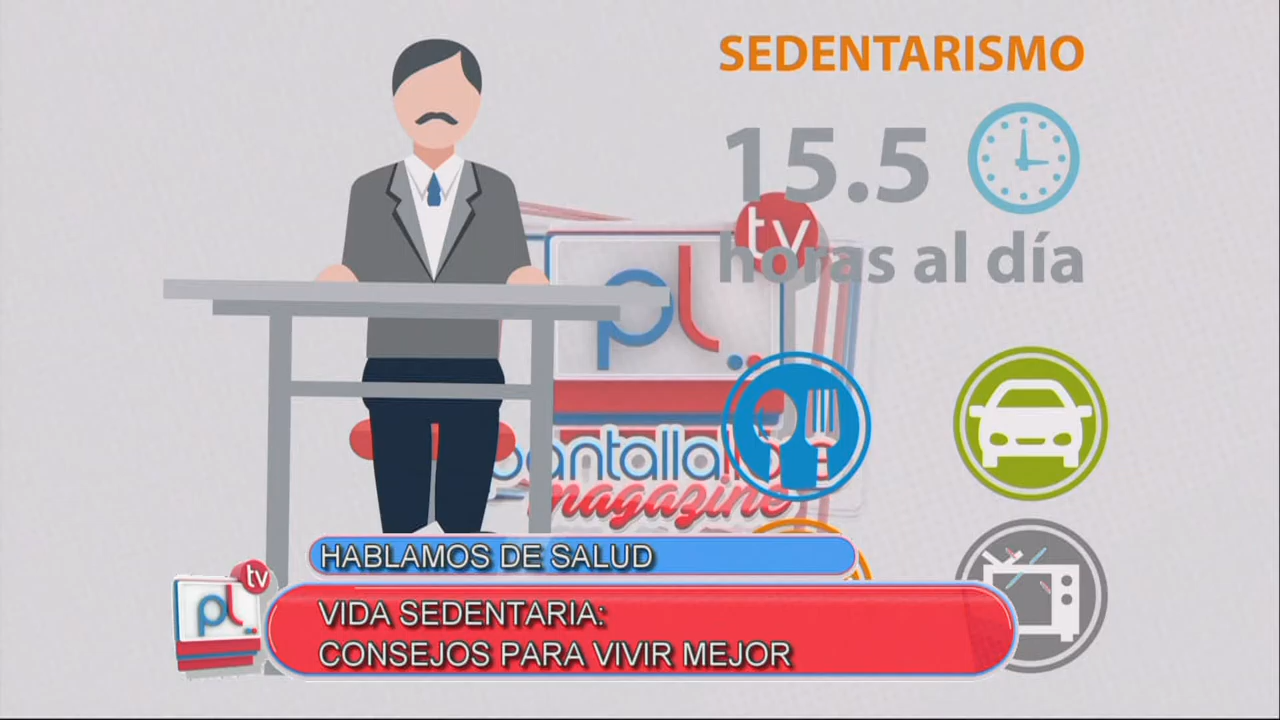 SEDENTARISMO
15.5
horas al día
tv
pl
pantalla
magazine
HABLAMOS DE SALUD
tv
pl
VIDA SEDENTARIA:
CONSEJOS PARA VIVIR MEJOR